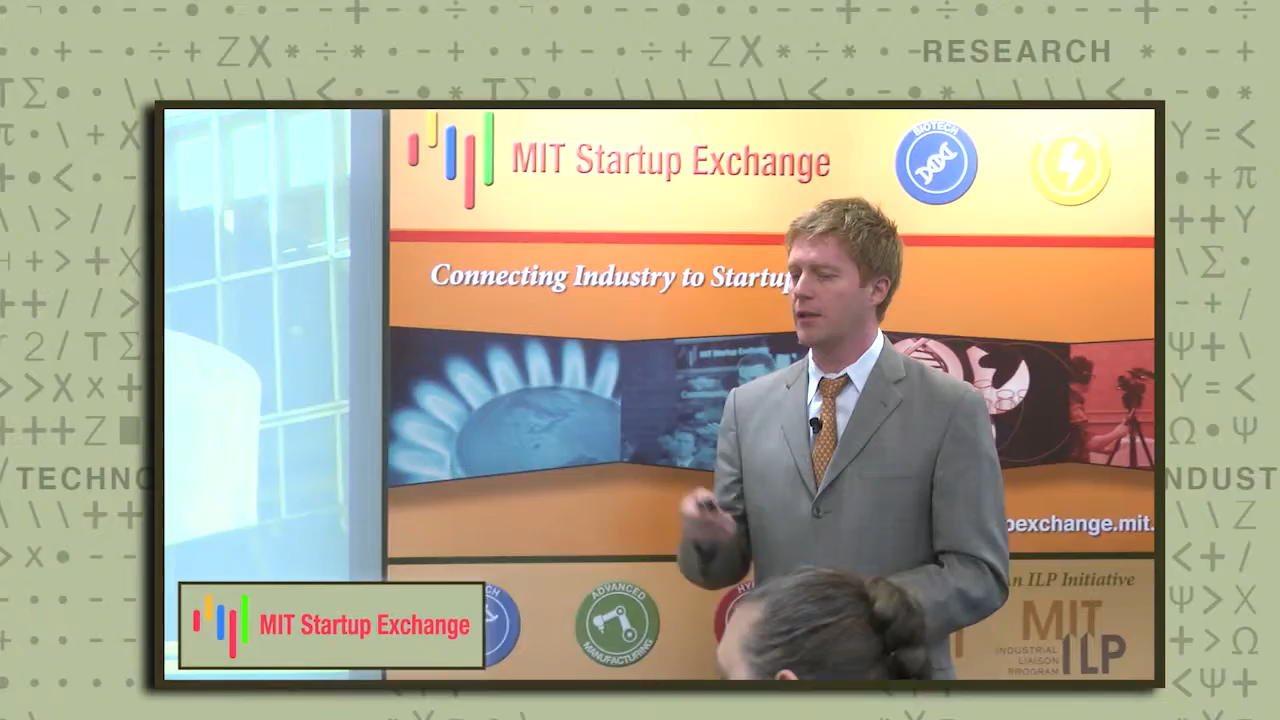 RESEARCH
TECHNO
NDUST
MIT Startup Exchange
BIOTECH
Connecting Industry to Startup
pexchange.mit.
ADVANCED
MANUFACTURING
An ILP Initiative
MIT
ILP
INDUSTRIAL
LIAISON
PROGRAM
MIT Startup Exchange